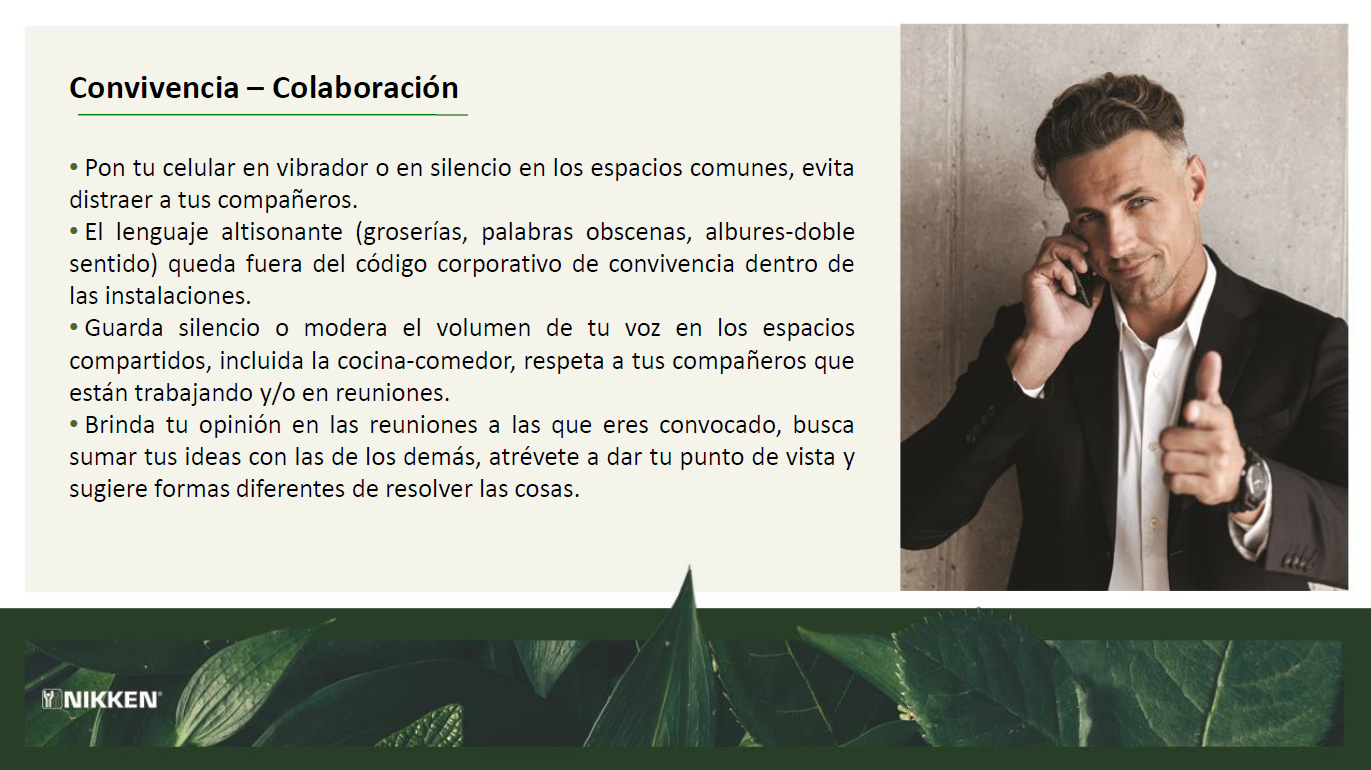 Convivencia – Colaboración
• Pon tu celular en vibrador o en silencio en los espacios comunes, evita
distraer a tus compañeros.
• El lenguaje altisonante (groserías, palabras obscenas, albures-doble
sentido) queda fuera del código corporativo de convivencia dentro de
las instalaciones.
• Guarda silencio o modera el volumen de tu voz en los espacios
compartidos, incluida la cocina-comedor, respeta a tus compañeros que
están trabajando y/o en reuniones.
• Brinda tu opinión en las reuniones a las que eres convocado, busca
sumar tus ideas con las de los demás, atrévete a dar tu punto de vista y
sugiere formas diferentes de resolver las cosas.
NIKKEN®